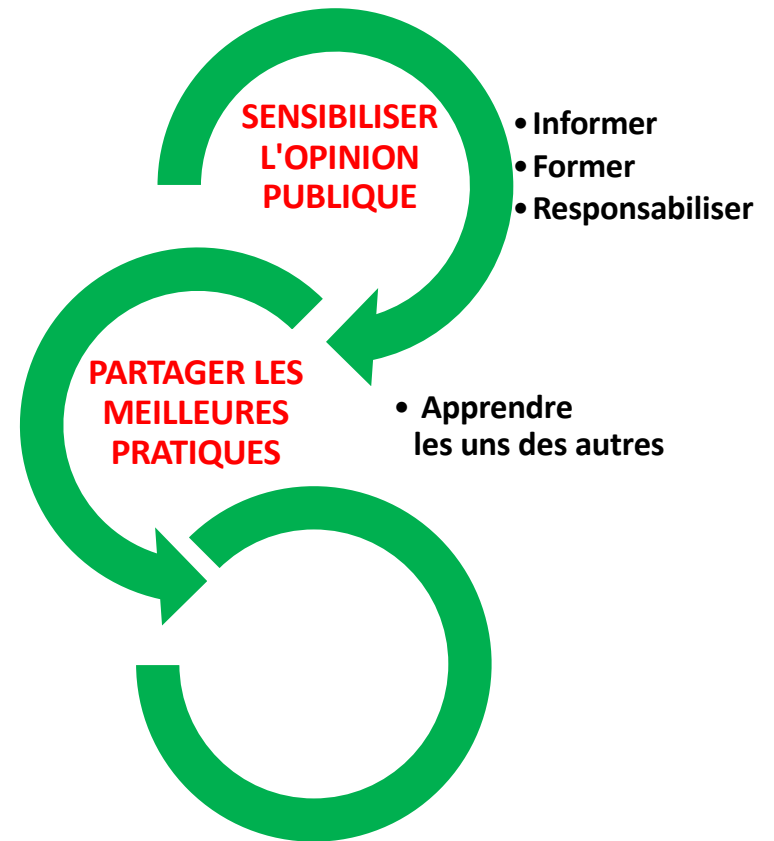 SENSIBILISER
L'OPINION
PUBLIQUE
• Informer
• Former
• Responsabiliser
PARTAGER LES
MEILLEURES
PRATIQUES
• Apprendre
les uns des autres